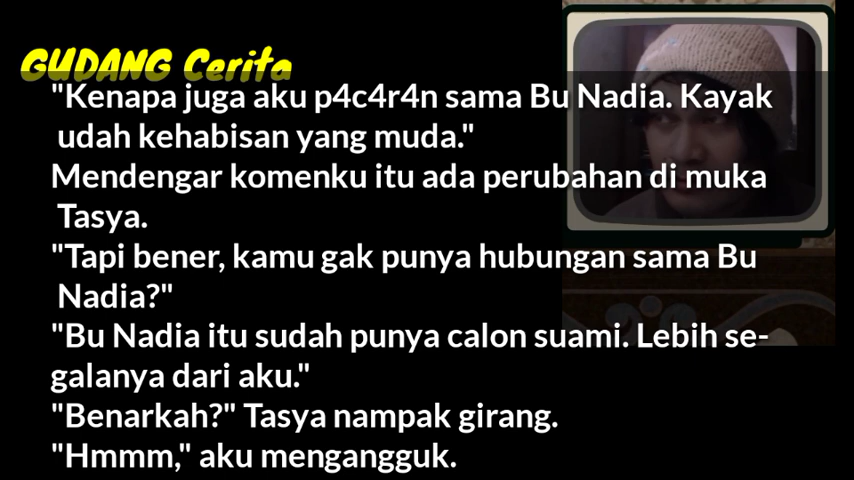 GUDANG Cerita
"Kenapa juga aku p4c4r4n sama Bu Nadia. Kayak
udah kehabisan yang muda."
Mendengar komenku itu ada perubahan di muka
Tasya.
"Tapi bener, kamu gak punya hubungan sama Bu
Nadia?"
"Bu Nadia itu sudah punya calon suami. Lebih se-
galanya dari aku."
"Benarkah?" Tasya nampak girang.
"Hmmm," aku mengangguk.